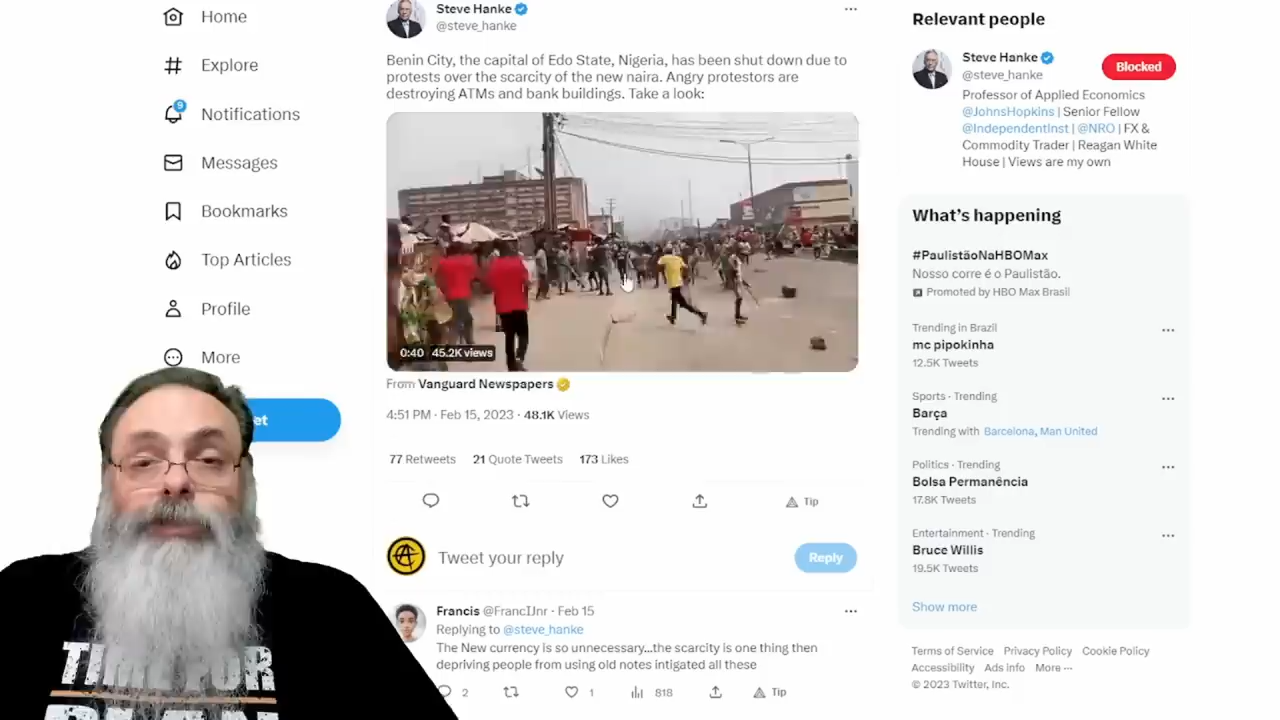 Home
Explore
9
Notifications
Messages
Bookmarks
Top Articles
Profile
More
et
Steve Hanke
@steve_hanke
Benin City, the capital of Edo State, Nigeria, has been shut down due to
protests over the scarcity of the new naira. Angry protestors are
destroying ATMs and bank buildings. Take a look:
0:40 45.2K views
From Vanguard Newspapers
4:51 PM · Feb 15, 2023 · 48.1K Views
77 Retweets 21 Quote Tweets 173 Likes
Tip
Tweet your reply
Reply
Francis @FrancIJnr · Feb 15
Replying to @steve_hanke
The New currency is so unnecessary...the scarcity is one thing then
depriving people from using old notes intigated all these
2 1 818 Tip
Relevant people
Steve Hanke
@steve_hanke
Blocked
Professor of Applied Economics
@JohnsHopkins | Senior Fellow
@IndependentInst | @NRO | FX &
Commodity Trader | Reagan White
House | Views are my own
What's happening
#PaulistãoNaHBOMax
Nosso corre é o Paulistão.
Promoted by HBO Max Brasil
Trending in Brazil
mc pipokinha
12.5K Tweets
Sports · Trending
Barça
Trending with Barcelona, Man United
Politics · Trending
Bolsa Permanência
17.8K Tweets
Entertainment · Trending
Bruce Willis
19.5K Tweets
Show more
Terms of Service Privacy Policy Cookie Policy
Accessibility Ads info More ...
© 2023 Twitter, Inc.
TIME FOR